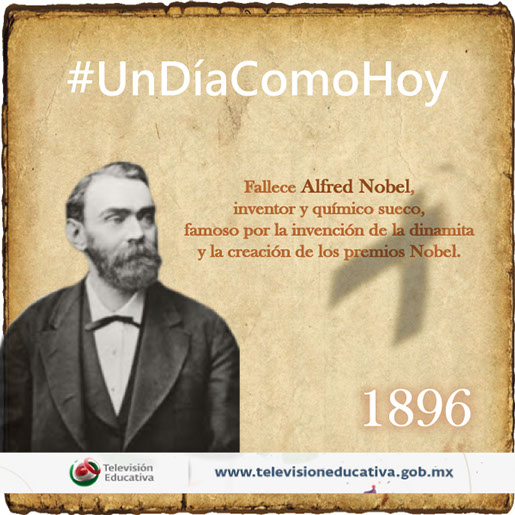 #UnDíaComoHoy
Fallece Alfred Nobel,
inventor y químico sueco,
famoso por la invención de la dinamita
y la creación de los premios Nobel.
1896
Televisión
Educativa
www.televisioneducativa.gob.mx